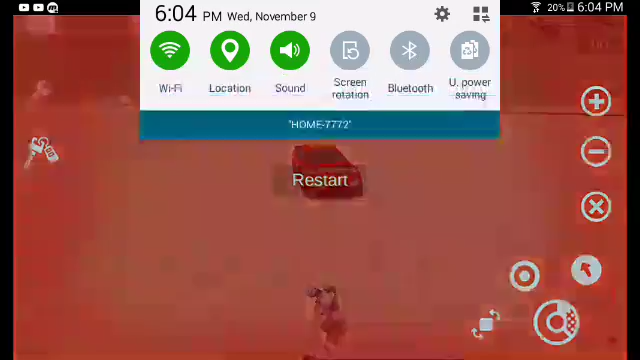 20% 6:04 PM
6:04 PM Wed, November 9
Wi-Fi
Location
Sound
Screen
rotation
Bluetooth
U. power
saving
"HOME-7772"
Restart